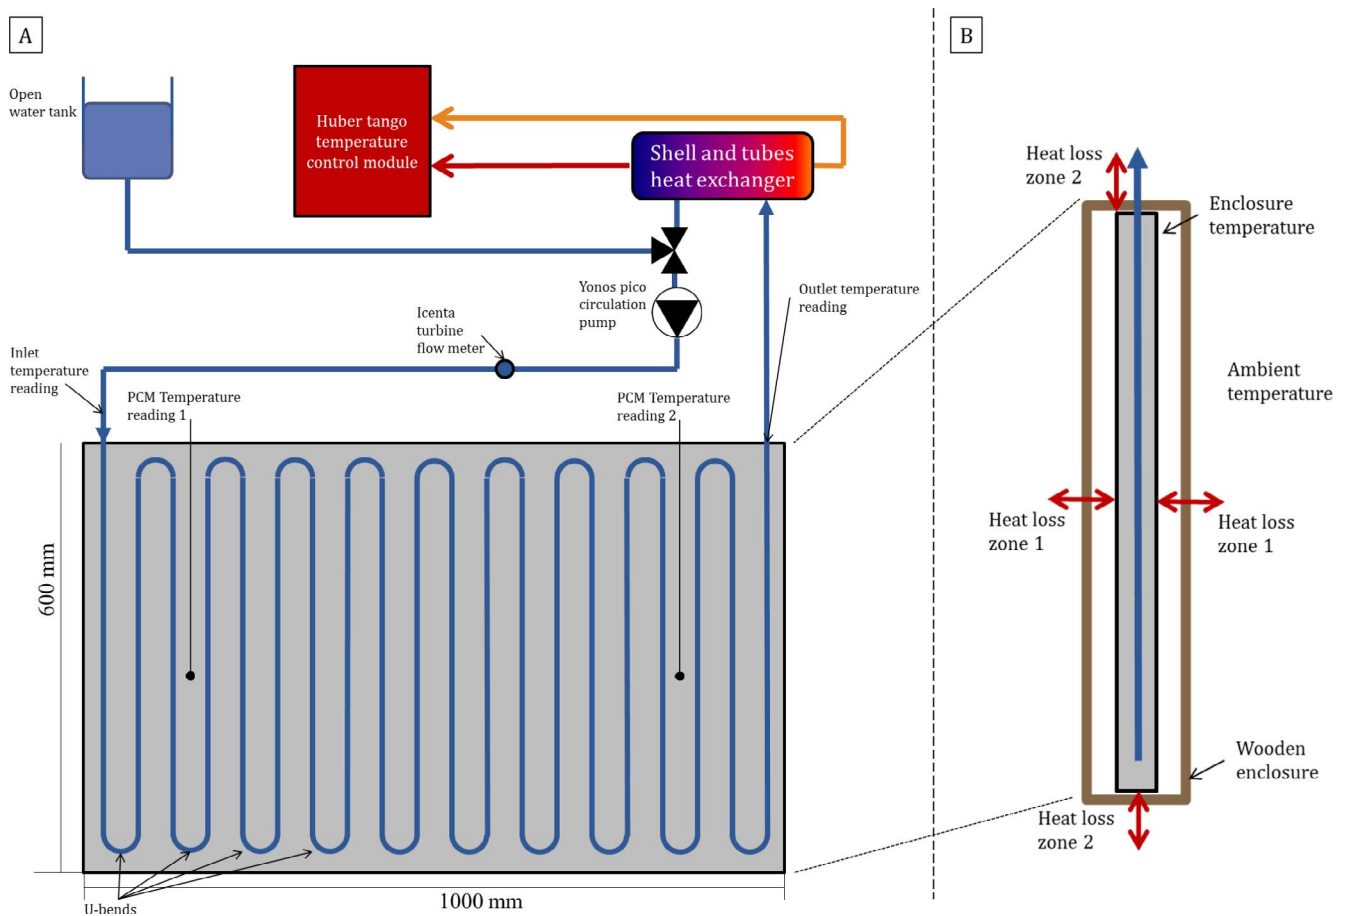 A
B
Open
water tank
Huber tango
temperature
control module
Shell and tubes
heat exchanger
Heat loss
zone 2
Enclosure
temperature
Yonos pico
circulation
pump
Outlet temperature
reading
Icenta
turbine
flow meter
Inlet
temperature
reading
PCM Temperature
reading 1
PCM Temperature
reading 2
Ambient
temperature
Heat loss
zone 1
Heat loss
zone 1
600 mm
Wooden
enclosure
Heat loss
zone 2
1000 mm
U-bends